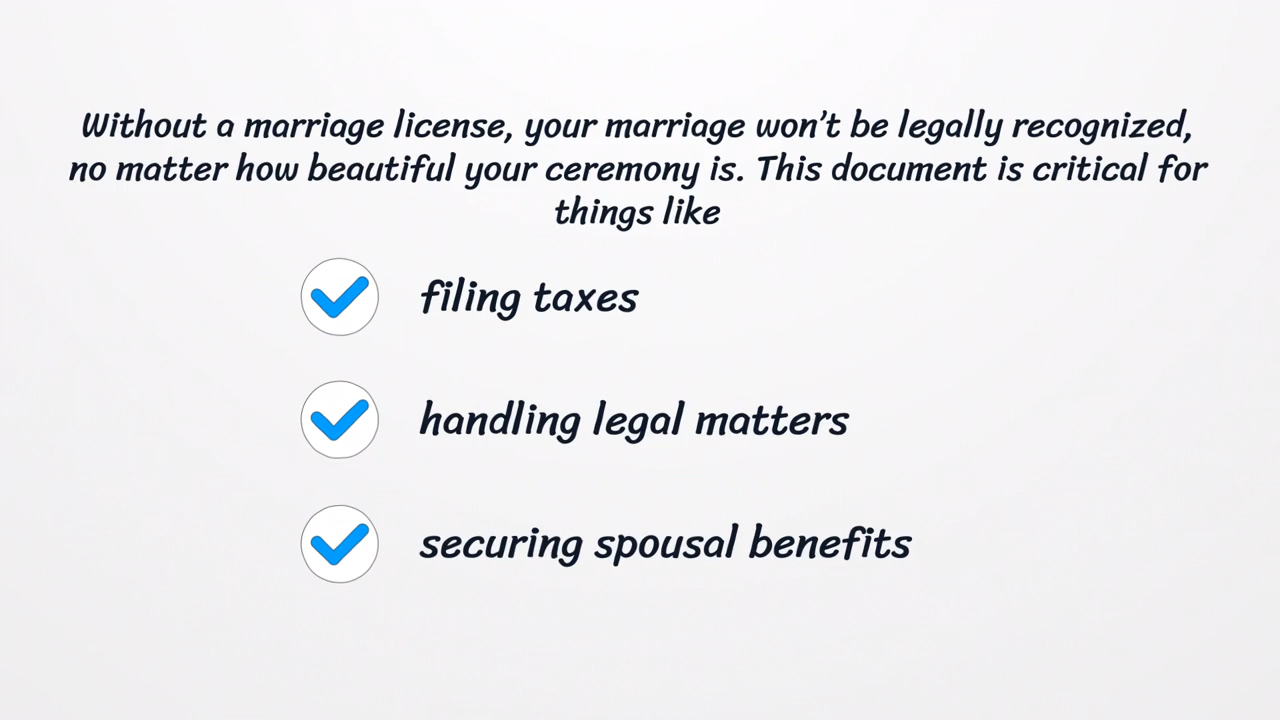 Without a marriage license, your marriage won't be legally recognized,
no matter how beautiful your ceremony is. This document is critical for
things like
filing taxes
handling legal matters
securing spousal benefits